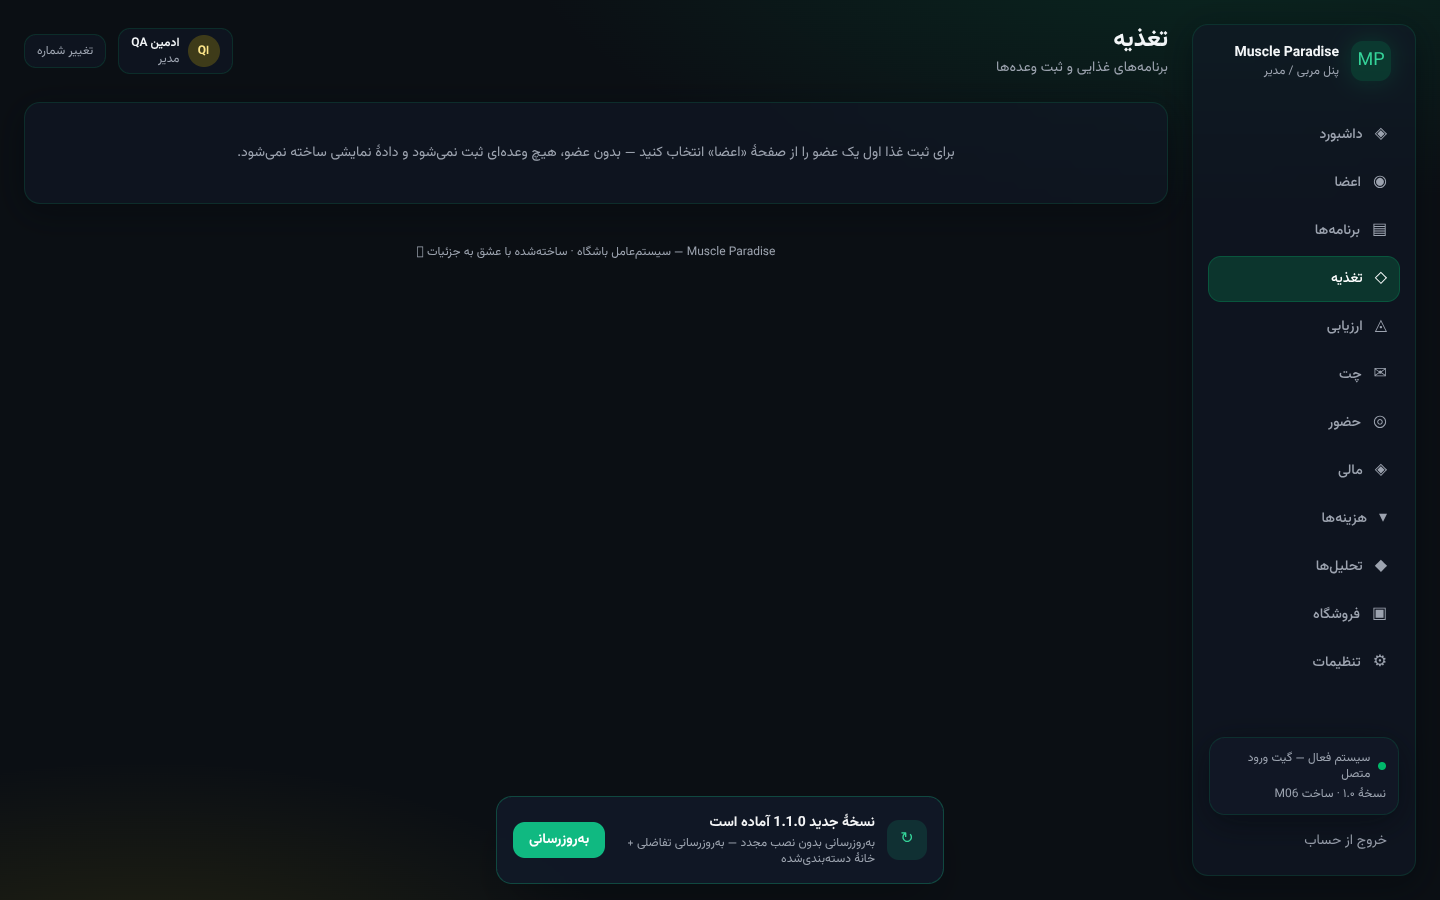 Muscle Paradise
پنل مربی / مدیر
MP
داشبورد
اعضا
برنامه‌ها
تغذیه
ارزیابی
چت
حضور
مالی
هزینه‌ها
تحلیل‌ها
فروشگاه
تنظیمات
سیستم فعال — گیت ورود
متصل
نسخهٔ ۱.۰ · ساخت M06
خروج از حساب
تغذیه
برنامه‌های غذایی و ثبت وعده‌ها
Qا
ادمین QA
مدیر
تغییر شماره
برای ثبت غذا اول یک عضو را از صفحهٔ «اعضا» انتخاب کنید — بدون عضو، هیچ وعده‌ای ثبت نمی‌شود و دادهٔ نمایشی ساخته نمی‌شود.
Muscle Paradise — سیستم‌عامل باشگاه · ساخته‌شده با عشق به جزئیات
نسخهٔ جدید 1.1.0 آماده است
به‌روزرسانی بدون نصب مجدد — به‌روزرسانی تفاضلی +
خانهٔ دسته‌بندی‌شده
به‌روزرسانی